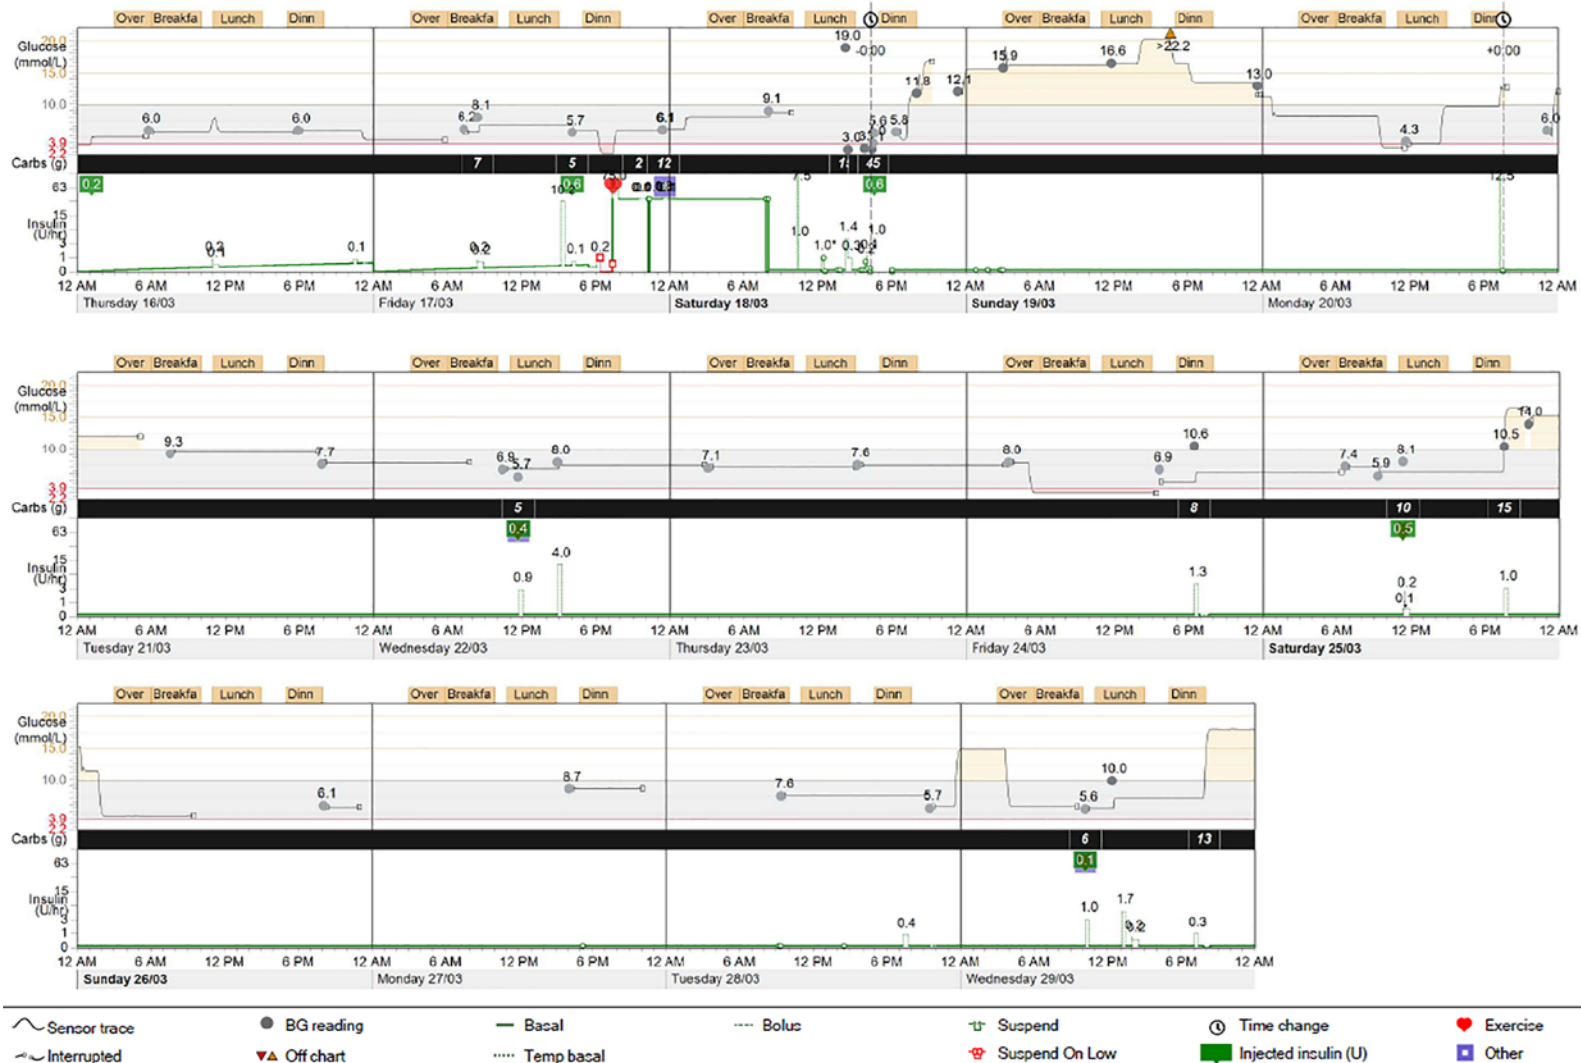 Over Breakfa Lunch Dinn Over Breakfa Lunch Dinn Lunch Dinn Over Breakfa Lunch Dinn Over Breakfa Lunch Dinn
Glucose
(mmol/L)
20.0
15.0
10.0
3.9
2.2
6.0 6.0 6.2 8.1 5.7 6.1 9.1 19.0 -0:00 3.0 5.6 5.8 11.8 12.1 15.9 16.6 >22.2 13.0 4.3 +0:00 6.0
Carbs (g) 7 5 2 12 45
0.2 0.6 0.6
63
15
Insulin
(U/hr)
3
1
0
0.1 0.1 0.2 0.1 0.2 75.0 7.5 1.0 1.0* 1.4 1.0 12.5
12 AM 6 AM 12 PM 6 PM 12 AM 6 AM 12 PM 6 PM 12 AM 6 AM 12 PM 6 PM 12 AM 6 AM 12 PM 6 PM 12 AM 6 AM 12 PM 6 PM 12 AM
Thursday 16/03 Friday 17/03 Saturday 18/03 Sunday 19/03 Monday 20/03
Over Breakfa Lunch Dinn Over Breakfa Lunch Dinn Over Breakfa Lunch Dinn Over Breakfa Lunch Dinn Over Breakfa Lunch Dinn
Glucose
(mmol/L)
20.0
15.0
10.0
3.9
2.2
9.3 7.7 6.9 5.7 8.0 7.1 7.6 8.0 6.9 10.6 7.4 5.9 8.1 10.5 14.0
Carbs (g) 5 8 10 15
0.4 0.5
63
15
Insulin
(U/hr)
3
1
0
0.9 4.0 1.3 0.2 0.1 1.0
12 AM 6 AM 12 PM 6 PM 12 AM 6 AM 12 PM 6 PM 12 AM 6 AM 12 PM 6 PM 12 AM 6 AM 12 PM 6 PM 12 AM 6 AM 12 PM 6 PM 12 AM
Tuesday 21/03 Wednesday 22/03 Thursday 23/03 Friday 24/03 Saturday 25/03
Over Breakfa Lunch Dinn Over Breakfa Lunch Dinn Over Breakfa Lunch Dinn Over Breakfa Lunch Dinn
Glucose
(mmol/L)
20.0
15.0
10.0
3.9
2.2
6.1 8.7 7.6 5.7 5.6 10.0
Carbs (g) 6 13
0.1
63
15
Insulin
(U/hr)
3
1
0
0.4 1.0 1.7 0.2 0.3
12 AM 6 AM 12 PM 6 PM 12 AM 6 AM 12 PM 6 PM 12 AM 6 AM 12 PM 6 PM 12 AM 6 AM 12 PM 6 PM 12 AM
Sunday 26/03 Monday 27/03 Tuesday 28/03 Wednesday 29/03
Sensor trace BG reading Basal Bolus Suspend Time change Exercise
Interrupted Off chart Temp basal Suspend On Low Injected insulin (U) Other